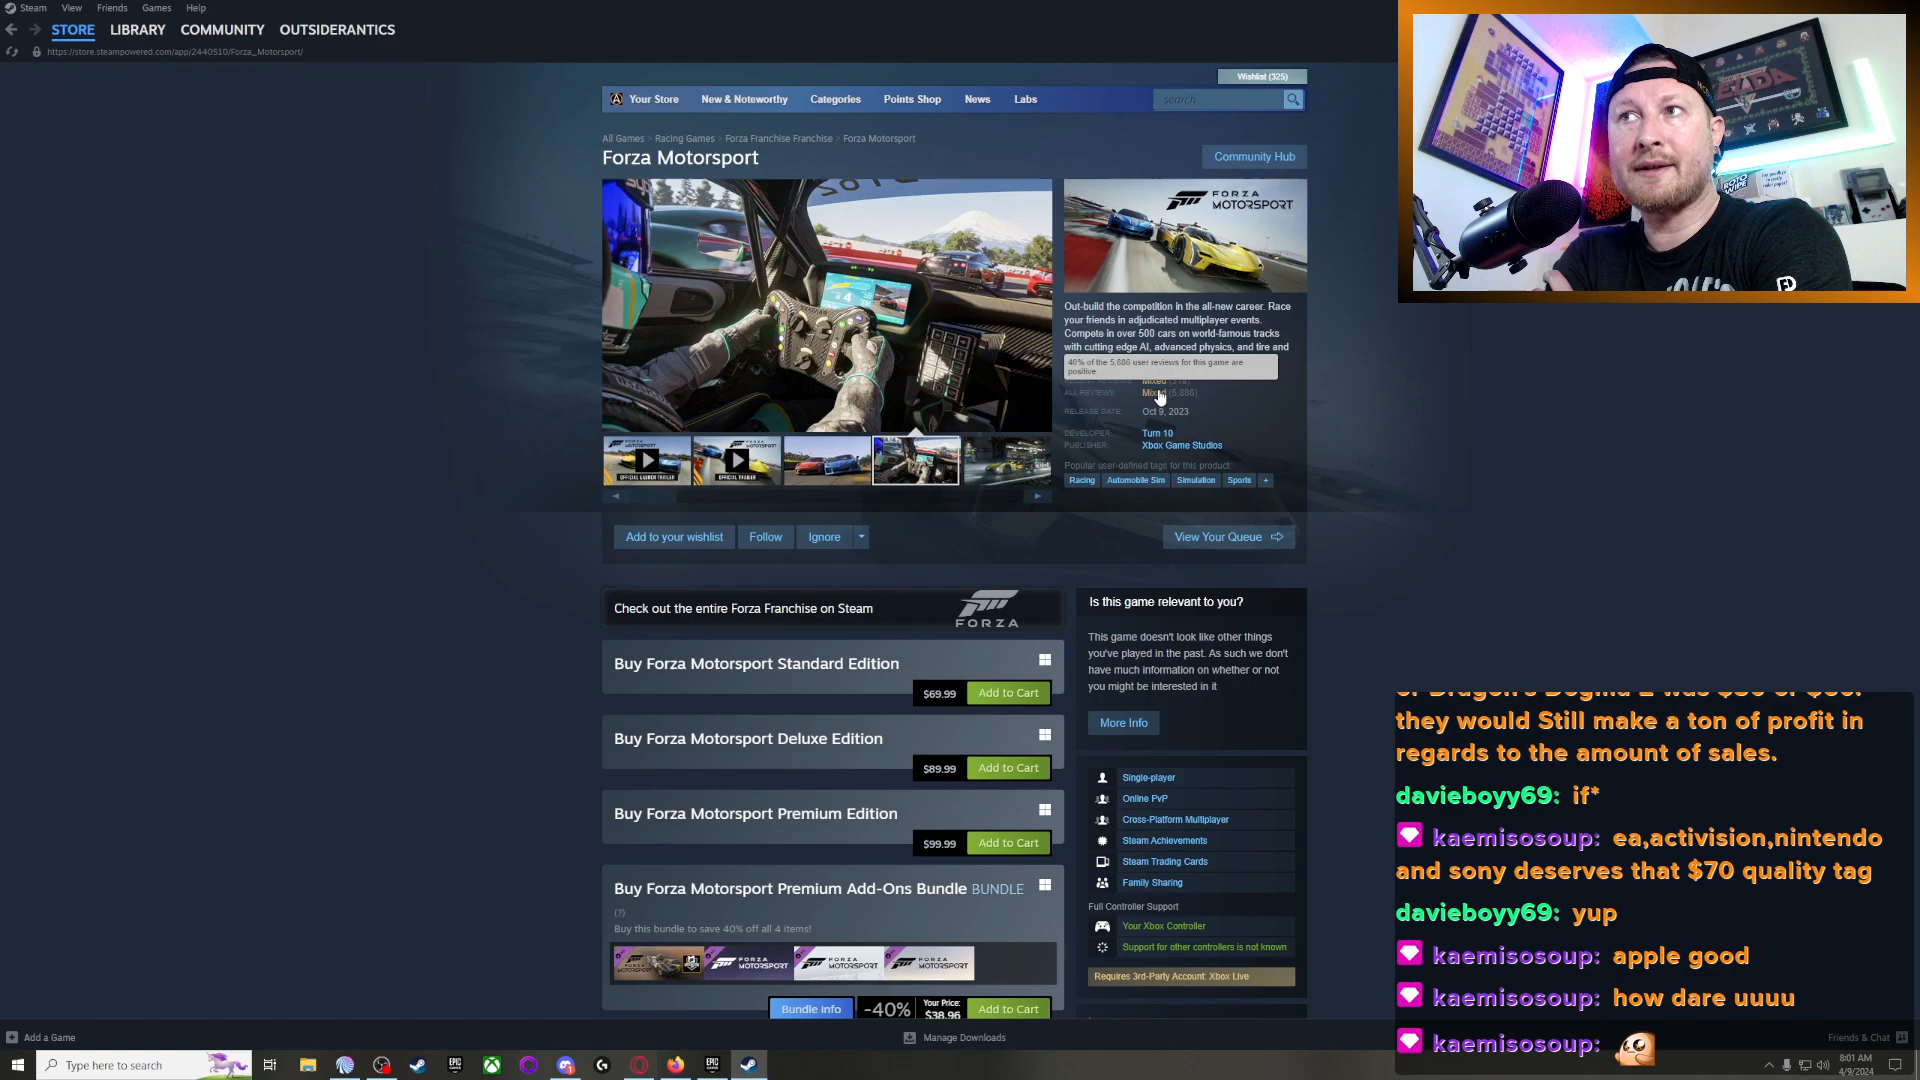 Steam View Friends Games Help
STORE LIBRARY COMMUNITY OUTSIDERANTICS
https://store.steampowered.com/app/2440510/Forza_Motorsport/
Wishlist (325)
Your Store New & Noteworthy Categories Points Shop News Labs search
All Games > Racing Games > Forza Franchise Franchise > Forza Motorsport
Forza Motorsport
Community Hub
FORZA
MOTORSPORT
Out-build the competition in the all-new career. Race
your friends in adjudicated multiplayer events.
Compete in over 500 cars on world-famous tracks
with cutting edge AI, advanced physics, and tire and
40% of the 5,886 user reviews for this game are
positive
ALL REVIEWS: (5,886)
RELEASE DATE: Oct 9, 2023
DEVELOPER: Turn 10
PUBLISHER: Xbox Game Studios
Popular user-defined tags for this product:
Racing Automobile Sim Simulation Sports +
OFFICIAL LAUNCH TRAILER
OFFICIAL TRAILER
Add to your wishlist Follow Ignore View Your Queue
Check out the entire Forza Franchise on Steam
FORZA
Buy Forza Motorsport Standard Edition
$69.99 Add to Cart
Buy Forza Motorsport Deluxe Edition
$89.99 Add to Cart
Buy Forza Motorsport Premium Edition
$99.99 Add to Cart
Buy Forza Motorsport Premium Add-Ons Bundle BUNDLE
(?)
Buy this bundle to save 40% off all 4 items!
Bundle info -40% Your Price:
$38.96 Add to Cart
Is this game relevant to you?
This game doesn't look like other things
you've played in the past. As such we don't
have much information on whether or not
you might be interested in it
More Info
Single-player
Online PvP
Cross-Platform Multiplayer
Steam Achievements
Steam Trading Cards
Family Sharing
Full Controller Support
Your Xbox Controller
Support for other controllers is not known
Requires 3rd-Party Account: Xbox Live
they would Still make a ton of profit in
regards to the amount of sales.
davieboyy69: if*
kaemisosoup: ea,activision,nintendo
and sony deserves that $70 quality tag
davieboyy69: yup
kaemisosoup: apple good
kaemisosoup: how dare uuuu
kaemisosoup:
Add a Game Manage Downloads Friends & Chat
Type here to search
8:01 AM
4/9/2024